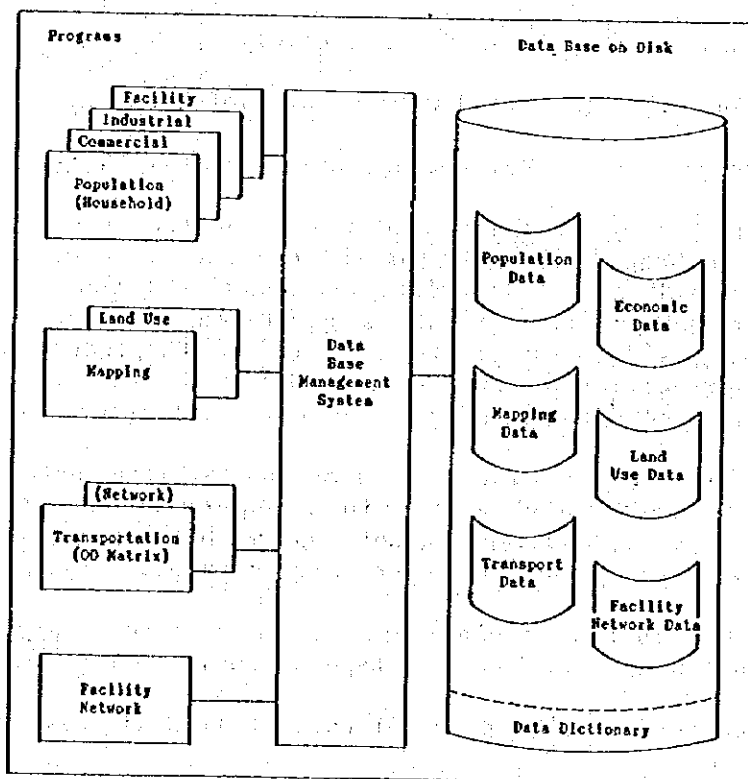 Programs
Data Base on Disk
Facility
Industrial
Commercial
Population
(Household)
Land Use
Mapping
(Network)
Transportation
(OD Matrix)
Facility
Network
Data
Base
Management
System
Population
Data
Economic
Data
Mapping
Data
Land
Use Data
Transport
Data
Facility
Network Data
Data Dictionary